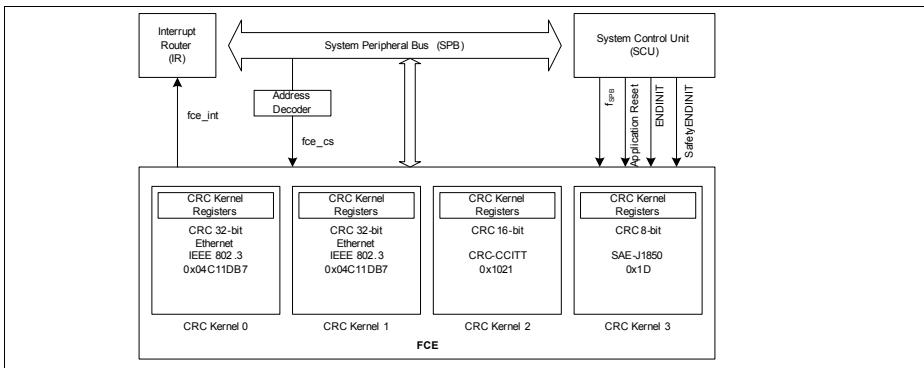 Interrupt
Router
(IR)
System Peripheral Bus (SPB)
System Control Unit
(SCU)
Address
Decoder
fce_int
fce_cs
fSPB
Application Reset
ENDINIT
SafetyENDINIT
CRC Kernel
Registers
CRC 32-bit
Ethernet
IEEE 802.3
0x04C11DB7
CRC Kernel 0
CRC Kernel
Registers
CRC 32-bit
Ethernet
IEEE 802.3
0x04C11DB7
CRC Kernel 1
CRC Kernel
Registers
CRC 16-bit
CRC-CCITT
0x1021
CRC Kernel 2
CRC Kernel
Registers
CRC 8-bit
SAE-J1850
0x1D
CRC Kernel 3
FCE